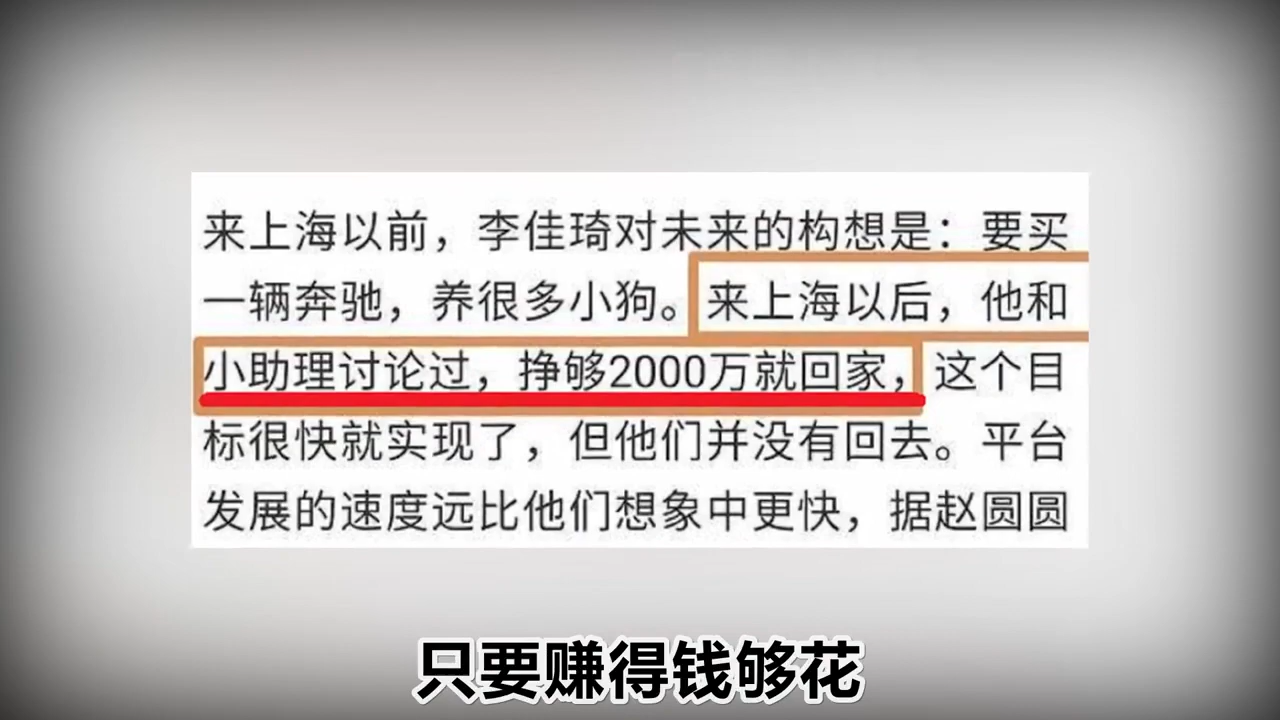 来上海以前，李佳琦对未来的构想是：要买
一辆奔驰，养很多小狗。来上海以后，他和
小助理讨论过，挣够2000万就回家，这个目
标很快就实现了，但他们并没有回去。平台
发展的速度远比他们想象中更快，据赵圆圆
只要赚得钱够花